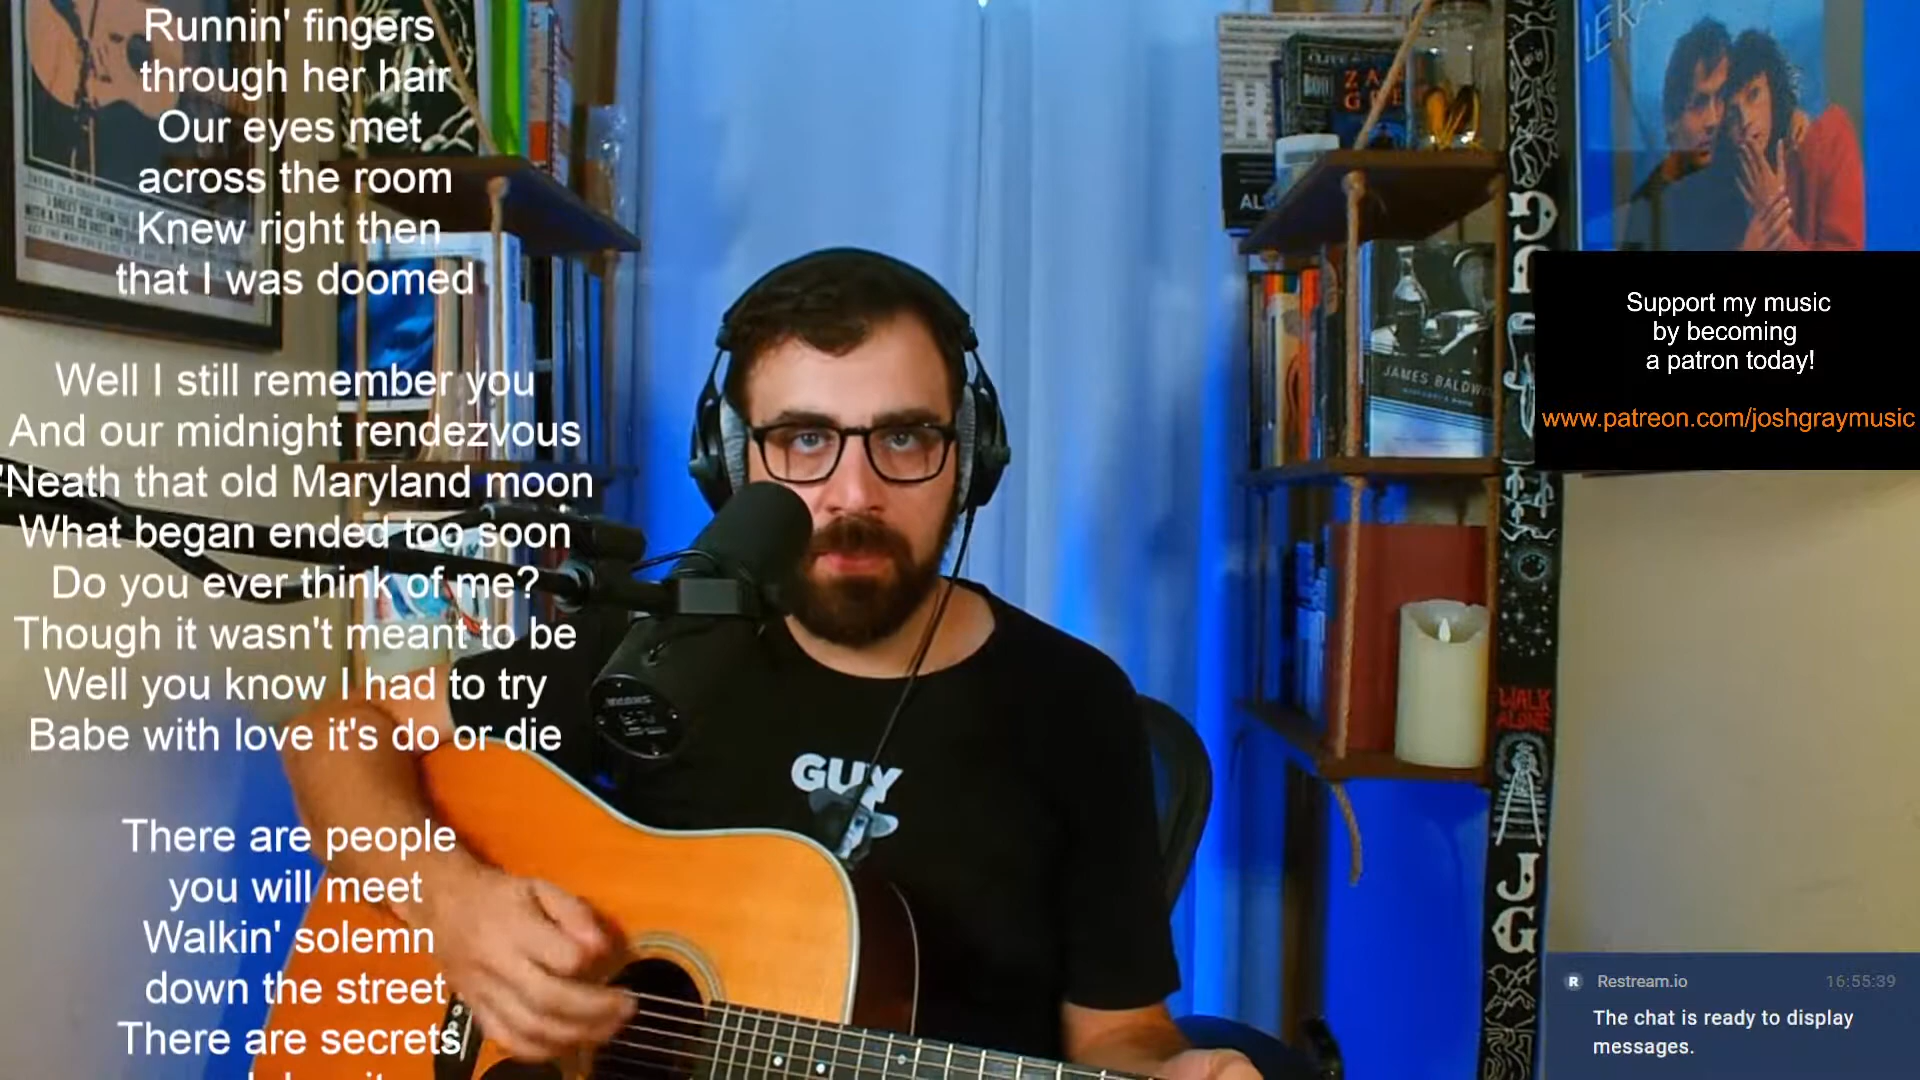 Runnin' fingers
through her hair
Our eyes met
across the room
Knew right then
that I was doomed
Well I still remember you
And our midnight rendezvous
'Neath that old Maryland moon
What began ended too soon
Do you ever think of me?
Though it wasn't meant to be
Well you know I had to try
Babe with love it's do or die
There are people
you will meet
Walkin' solemn
down the street
There are secrets
JAMES BALDW
Support my music
by becoming
a patron today!
www.patreon.com/joshgraymusic
GUY
WALK
ALONE
JG
R Restream.io 16:55:39
The chat is ready to display
messages.